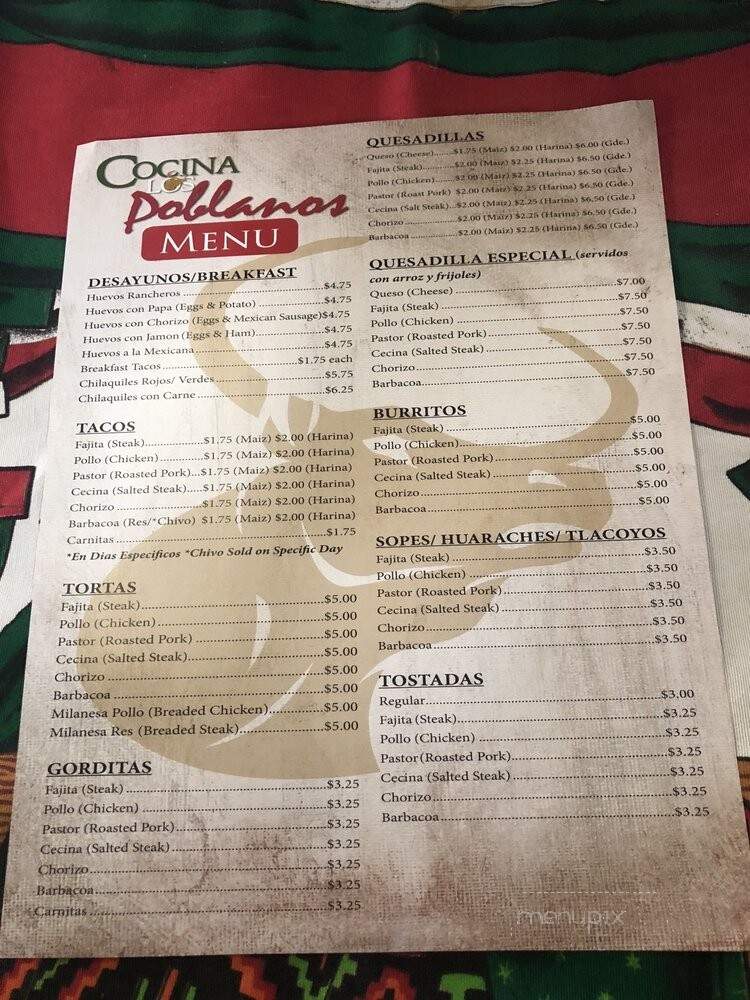 COCINA
LOS
Poblanos
MENU
DESAYUNOS/BREAKFAST
Huevos Rancheros ........ $4.75
Huevos con Papa (Eggs & Potato) ........ $4.75
Huevos con Chorizo (Eggs & Mexican Sausage)$4.75
Huevos con Jamon (Eggs & Ham) ........ $4.75
Huevos a la Mexicana ........ $4.75
Breakfast Tacos ........ $1.75 each
Chilaquiles Rojos/ Verdes ........ $5.75
Chilaquiles con Carne ........ $6.25
TACOS
Fajita (Steak) ........ $1.75 (Maiz) $2.00 (Harina)
Pollo (Chicken) ........ $1.75 (Maiz) $2.00 (Harina)
Pastor (Roasted Pork)...$1.75 (Maiz) $2.00 (Harina)
Cecina (Salted Steak).....$1.75 (Maiz) $2.00 (Harina)
Chorizo ........ $1.75 (Maiz) $2.00 (Harina)
Barbacoa (Res/*Chivo) $1.75 (Maiz) $2.00 (Harina)
Carnitas ........ $1.75
*En Dias Especificos *Chivo Sold on Specific Day
TORTAS
Fajita (Steak) ........ $5.00
Pollo (Chicken) ........ $5.00
Pastor (Roasted Pork) ........ $5.00
Cecina (Salted Steak) ........ $5.00
Chorizo ........ $5.00
Barbacoa ........ $5.00
Milanesa Pollo (Breaded Chicken) ........ $5.00
Milanesa Res (Breaded Steak) ........ $5.00
GORDITAS
Fajita (Steak) ........ $3.25
Pollo (Chicken) ........ $3.25
Pastor (Roasted Pork) ........ $3.25
Cecina (Salted Steak) ........ $3.25
Chorizo ........ $3.25
Barbacoa ........ $3.25
Carnitas ........ $3.25
QUESADILLAS
Queso (Cheese) ........ $1.75 (Maiz) $2.00 (Harina) $6.00 (Gde.)
Fajita (Steak) ........ $2.00 (Maiz) $2.25 (Harina) $6.50 (Gde.)
Pollo (Chicken) ........ $2.00 (Maiz) $2.25 (Harina) $6.50 (Gde.)
Pastor (Roast Pork) $2.00 (Maiz) $2.25 (Harina) $6.50 (Gde.)
Cecina (Salt Steak)...$2.00 (Maiz) $2.25 (Harina) $6.50 (Gde.)
Chorizo ........ $2.00 (Maiz) $2.25 (Harina) $6.50 (Gde.)
Barbacoa ........ $2.00 (Maiz) $2.25 (Harina) $6.50 (Gde.)
QUESADILLA ESPECIAL (servidos
con arroz y frijoles)
Queso (Cheese) ........ $7.00
Fajita (Steak) ........ $7.50
Pollo (Chicken) ........ $7.50
Pastor (Roasted Pork) ........ $7.50
Cecina (Salted Steak) ........ $7.50
Chorizo ........ $7.50
Barbacoa ........ $7.50
BURRITOS
Fajita (Steak) ........ $5.00
Pollo (Chicken) ........ $5.00
Pastor (Roasted Pork) ........ $5.00
Cecina (Salted Steak) ........ $5.00
Chorizo ........ $5.00
Barbacoa ........ $5.00
SOPES/ HUARACHES/ TLACOYOS
Fajita (Steak) ........ $3.50
Pollo (Chicken) ........ $3.50
Pastor (Roasted Pork) ........ $3.50
Cecina (Salted Steak) ........ $3.50
Chorizo ........ $3.50
Barbacoa ........ $3.50
TOSTADAS
Regular ........ $3.00
Fajita (Steak) ........ $3.25
Pollo (Chicken) ........ $3.25
Pastor(Roasted Pork) ........ $3.25
Cecina (Salted Steak) ........ $3.25
Chorizo ........ $3.25
Barbacoa ........ $3.25
menupix